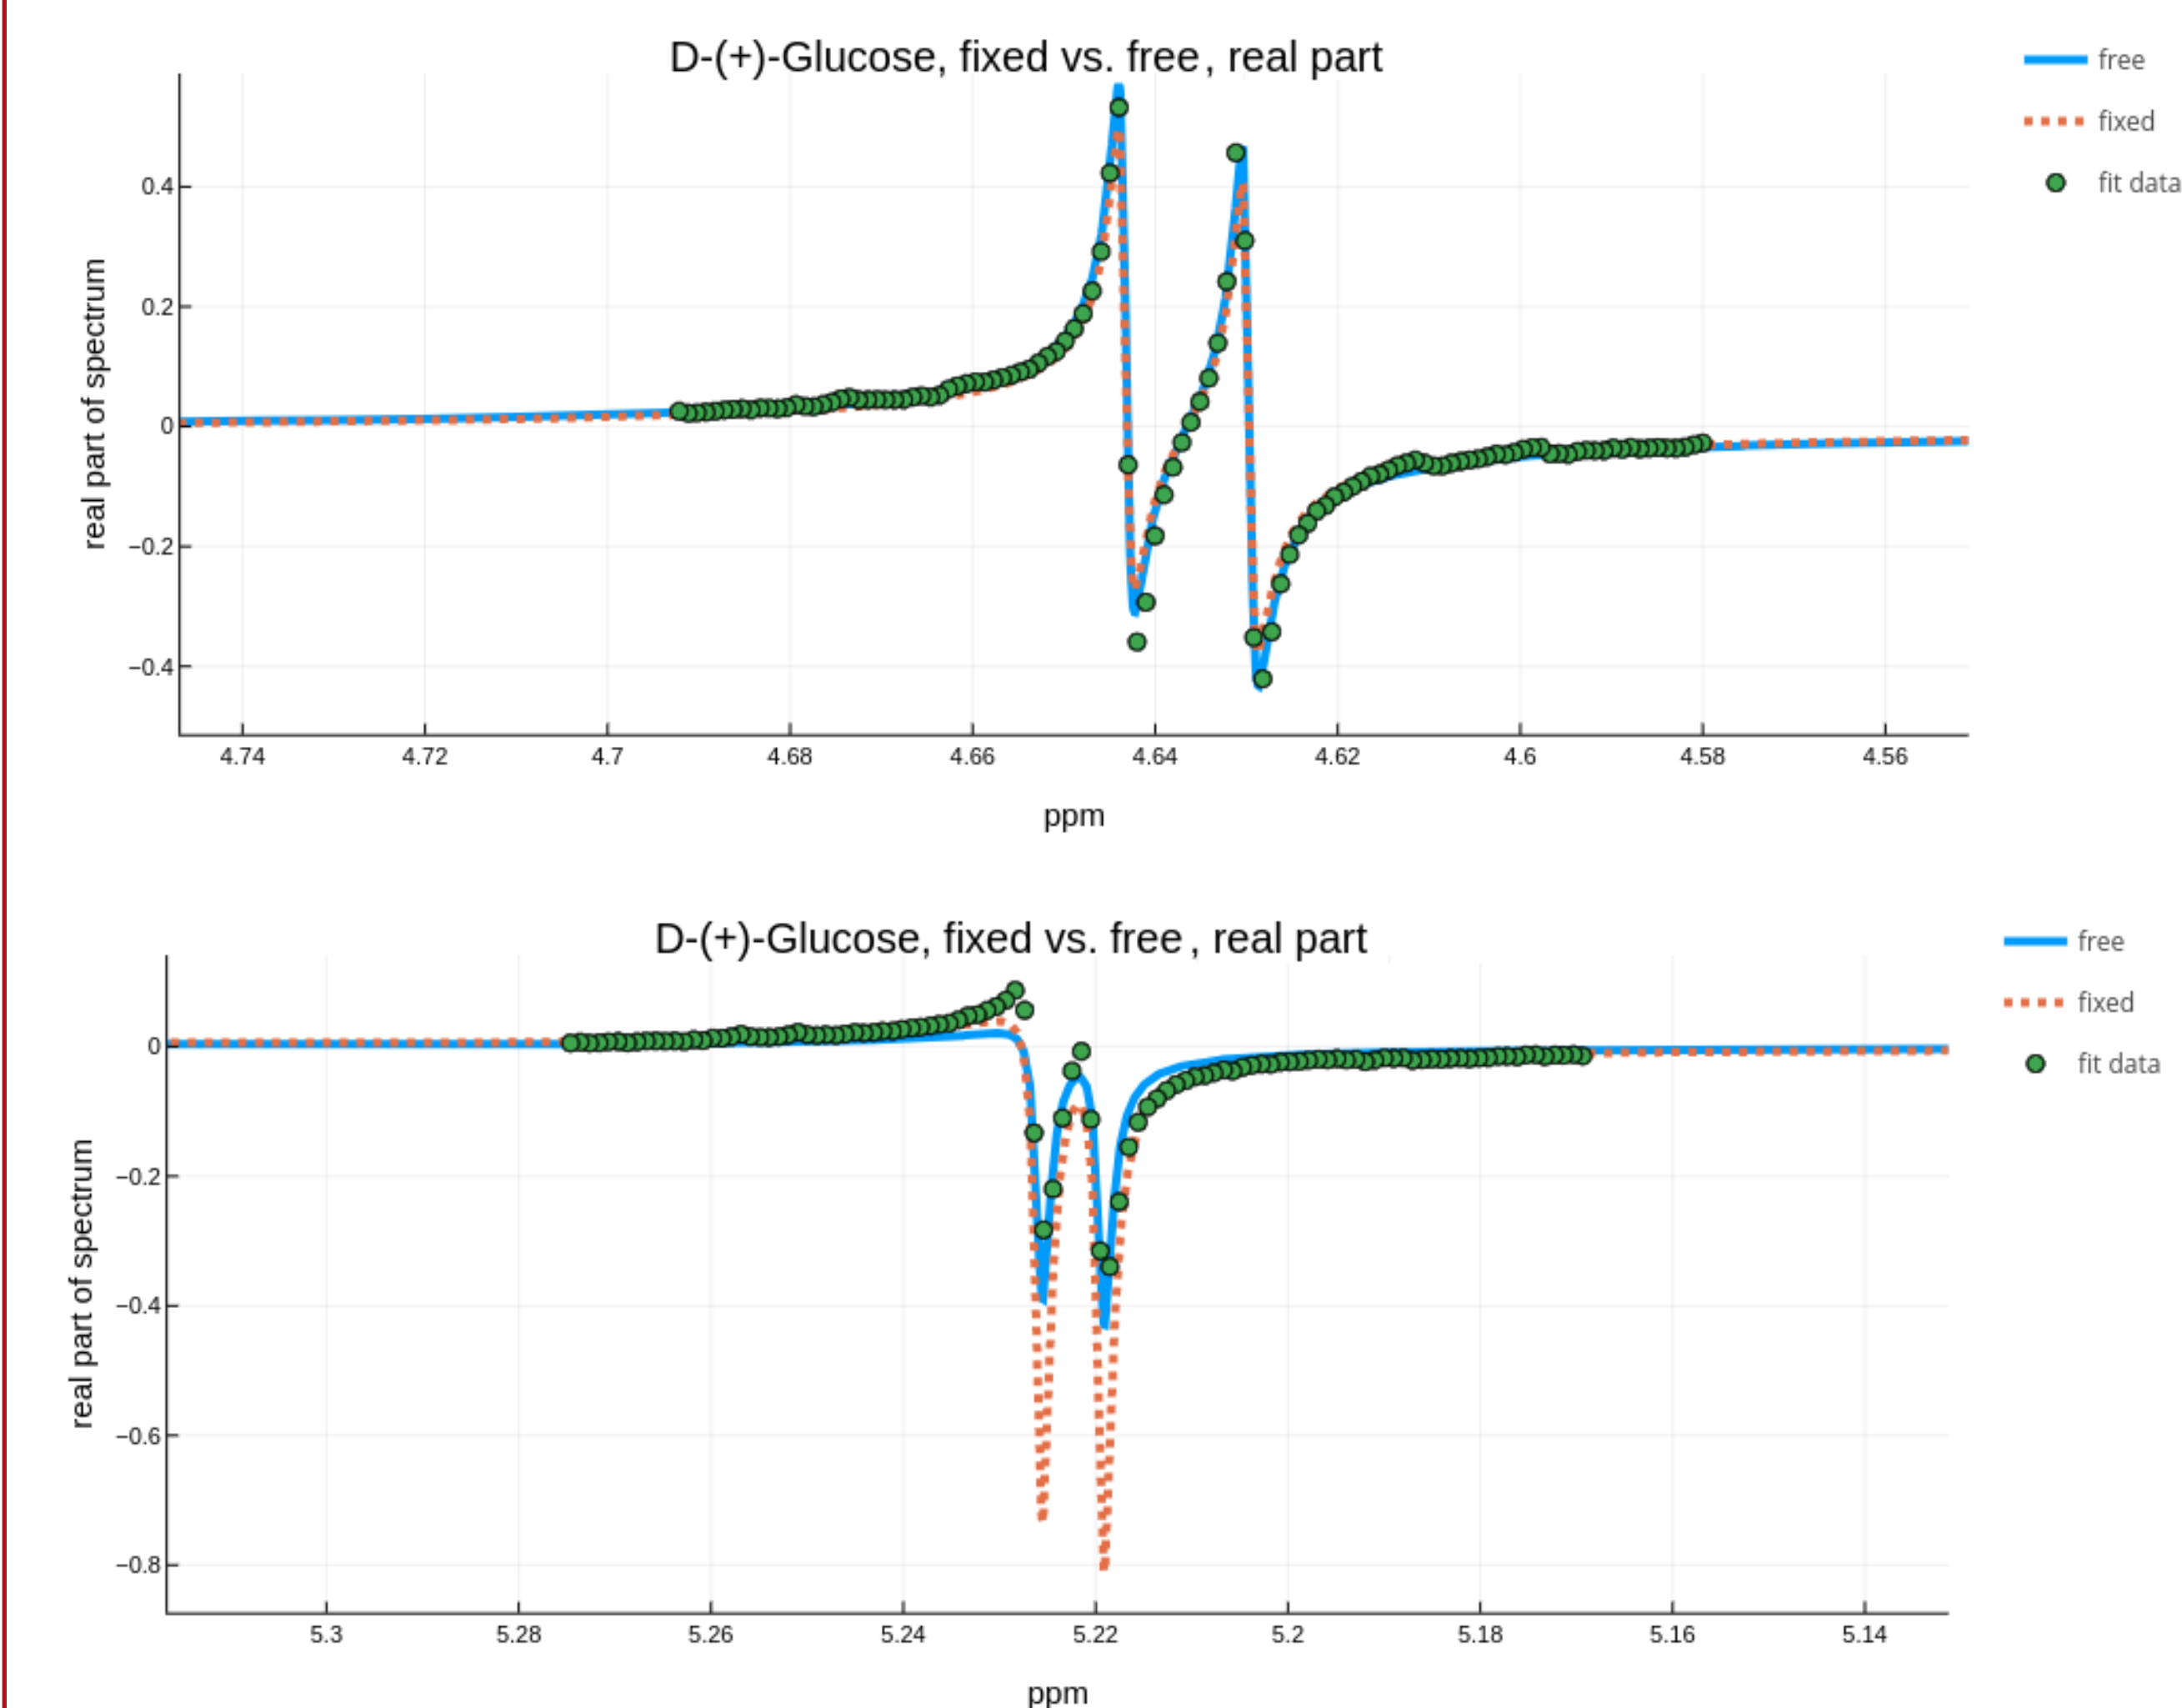 D-(+)-Glucose, fixed vs. free, real part
free
fixed
fit data
real part of spectrum
0.4
0.2
0
−0.2
−0.4
4.74 4.72 4.7 4.68 4.66 4.64 4.62 4.6 4.58 4.56
ppm
D-(+)-Glucose, fixed vs. free, real part
free
fixed
fit data
real part of spectrum
0
−0.2
−0.4
−0.6
−0.8
5.3 5.28 5.26 5.24 5.22 5.2 5.18 5.16 5.14
ppm